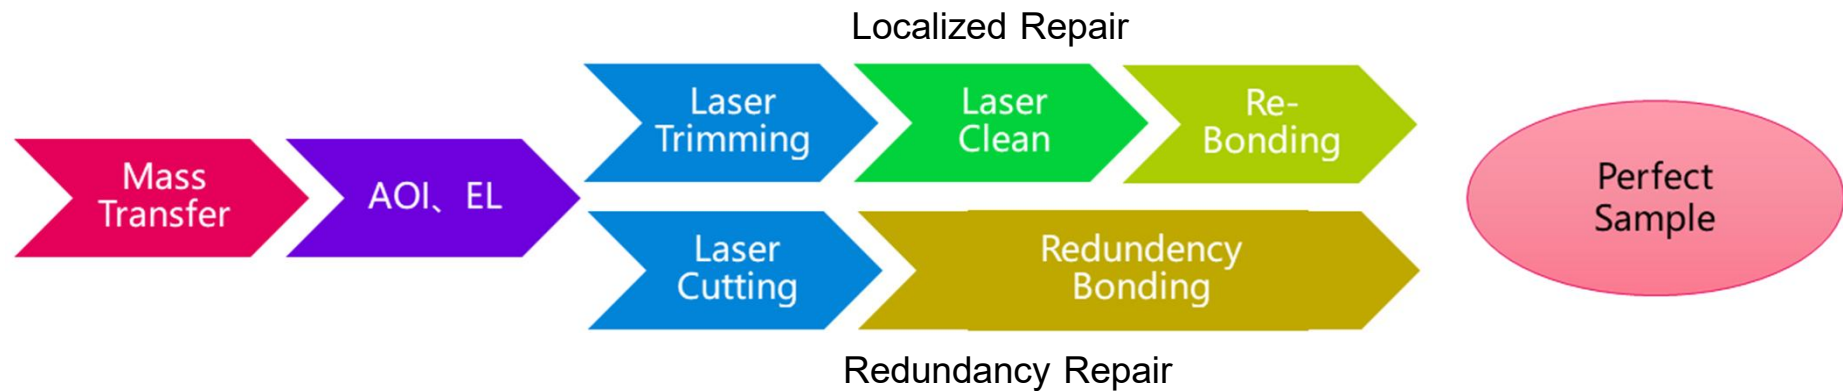 Localized Repair
Mass
Transfer
AOI、EL
Laser
Trimming
Laser
Clean
Re-
Bonding
Laser
Cutting
Redundency
Bonding
Perfect
Sample
Redundancy Repair